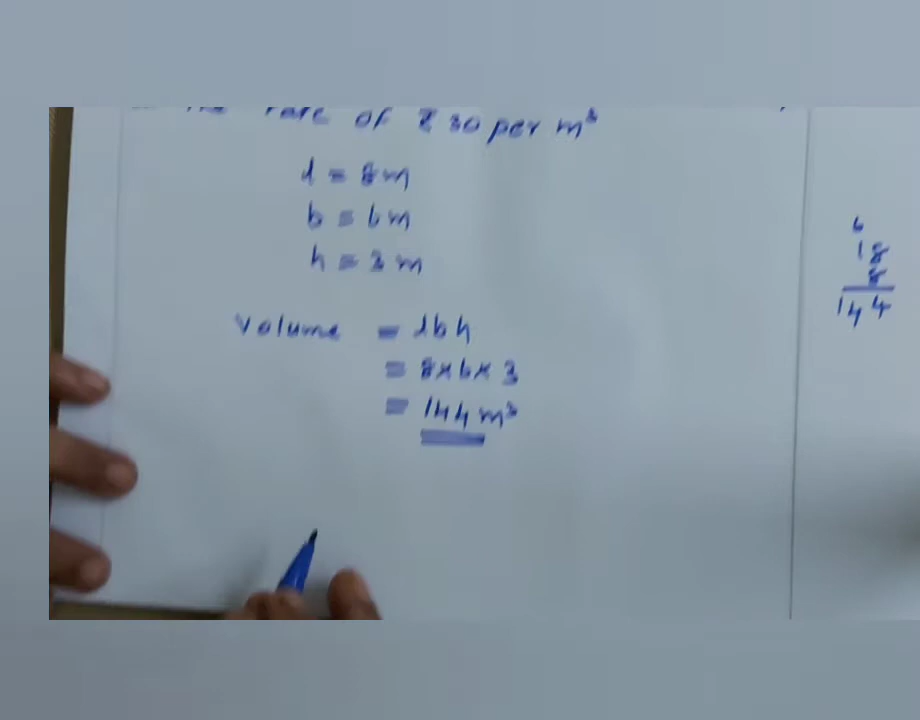 the rate of ₹ 30 per m³
l = 8m
b = 6m
h = 3 m
Volume = lbh
= 8×6×3
= 144 m³
6
18
8
144